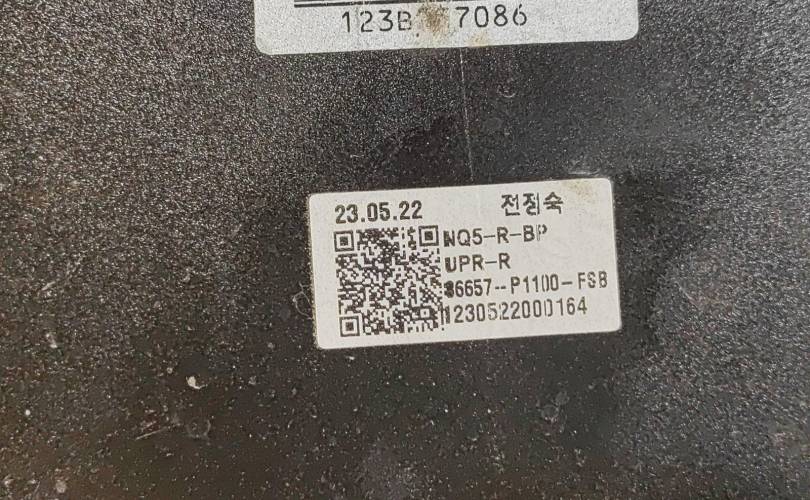 123B 7086
23.05.22 전정숙
NQ5-R-BP
UPR-R
86657--P1100-FSB
1230522000164